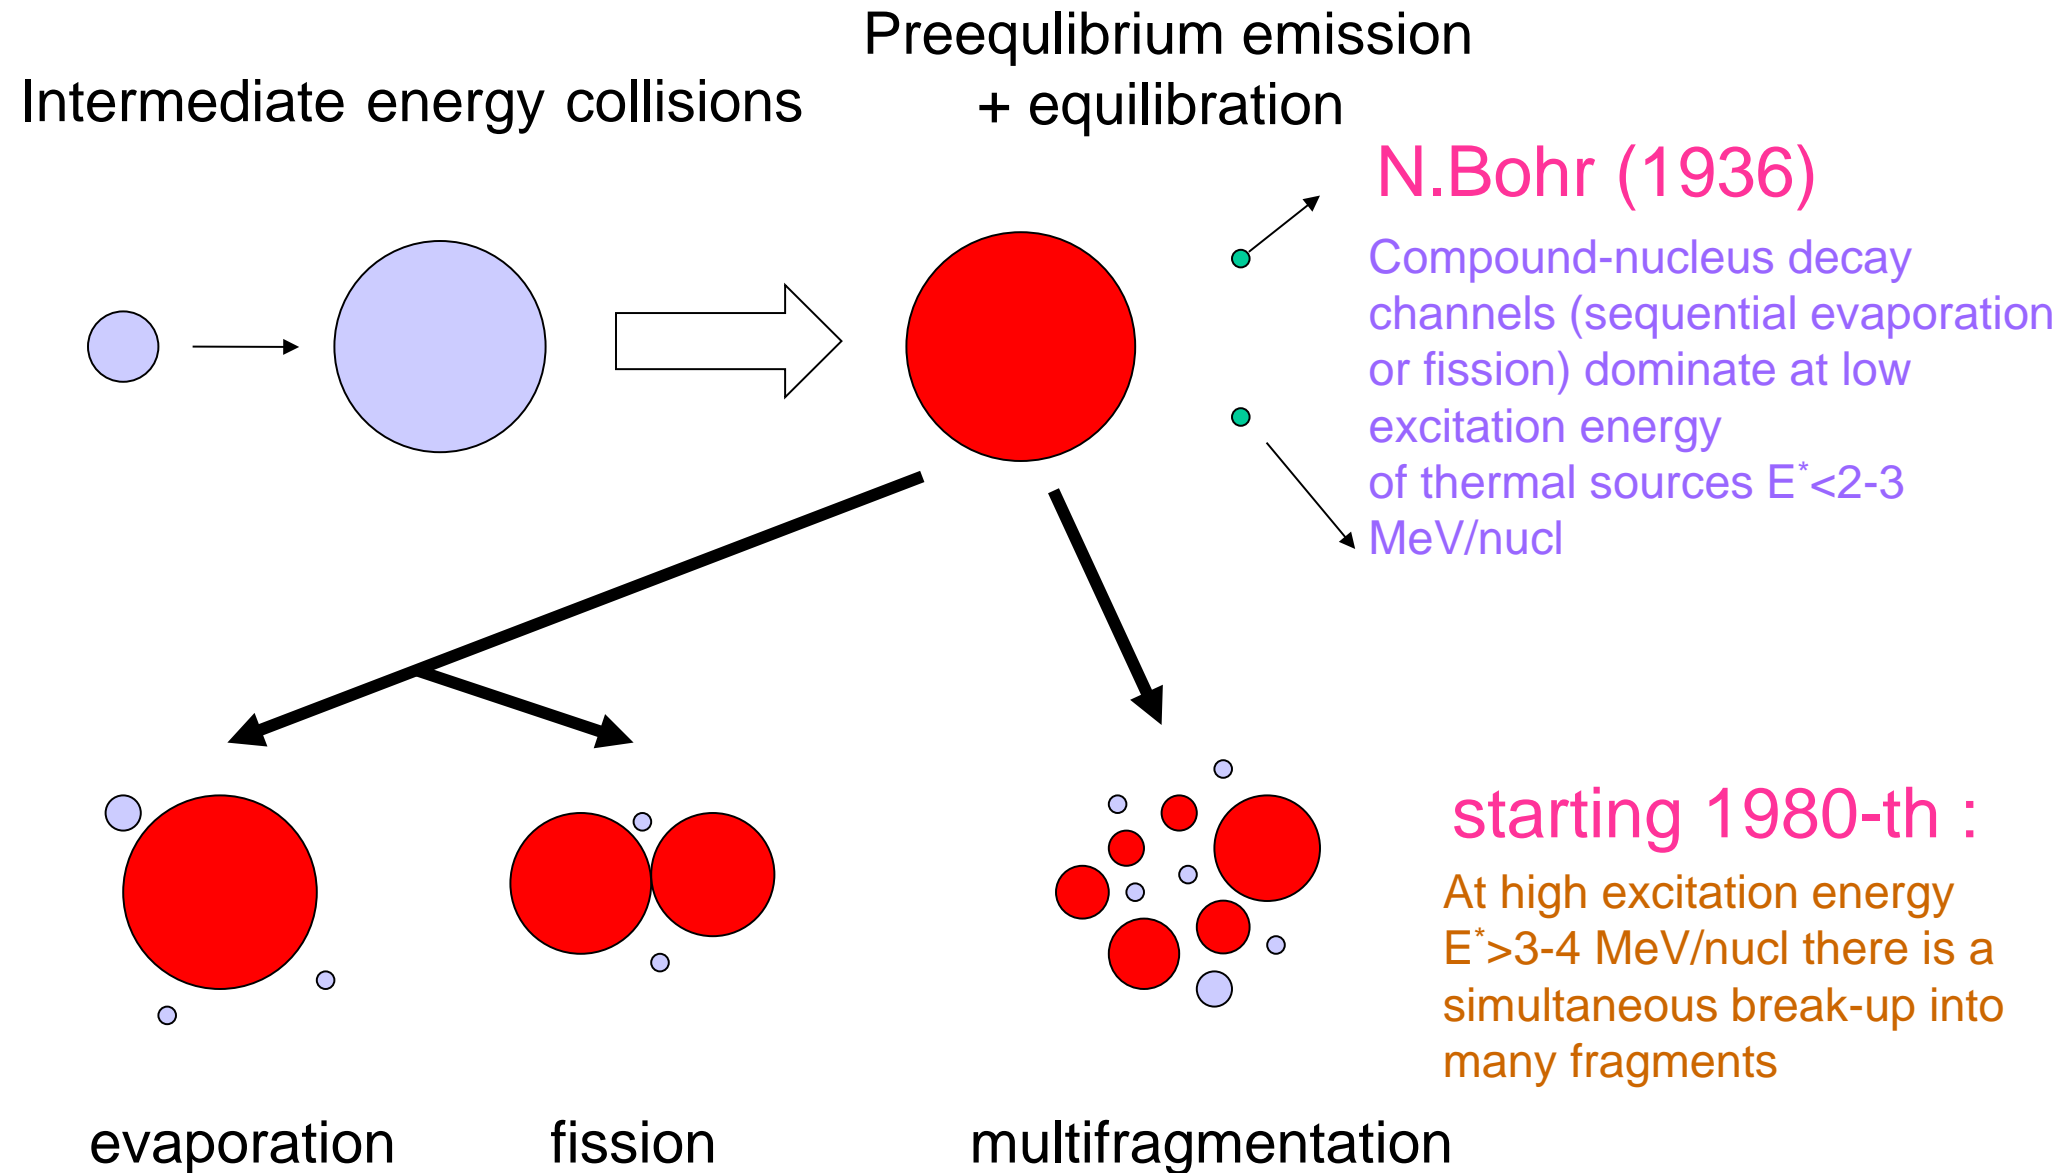 Preequlibrium emission
+ equilibration
Intermediate energy collisions
N.Bohr (1936)
Compound-nucleus decay
channels (sequential evaporation
or fission) dominate at low
excitation energy
of thermal sources E*<2-3
MeV/nucl
starting 1980-th :
At high excitation energy
E*>3-4 MeV/nucl there is a
simultaneous break-up into
many fragments
evaporation
fission
multifragmentation